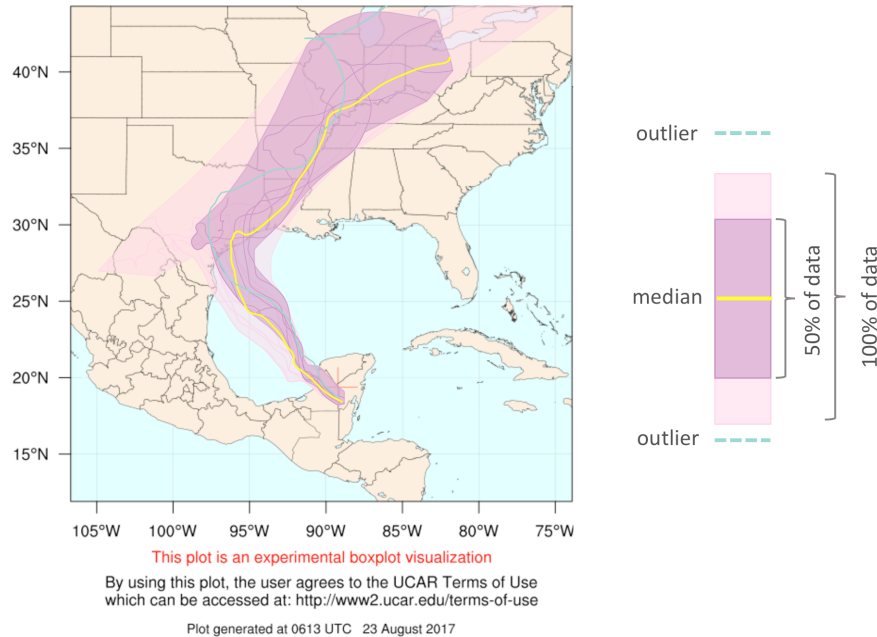 40°N
35°N
30°N
25°N
20°N
15°N
105°W 100°W 95°W 90°W 85°W 80°W 75°W
This plot is an experimental boxplot visualization
By using this plot, the user agrees to the UCAR Terms of Use
which can be accessed at: http://www2.ucar.edu/terms-of-use
Plot generated at 0613 UTC 23 August 2017
outlier
median
outlier
50% of data
100% of data